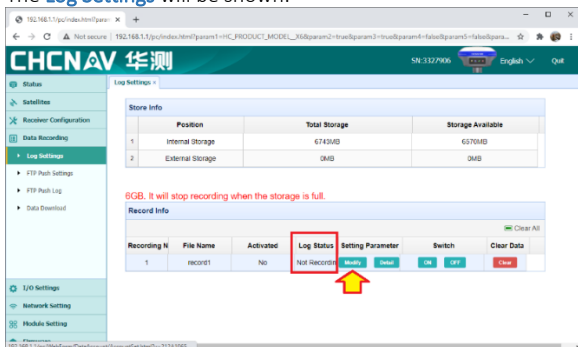 The Log Settings will be shown.
192.168.1.1/pc/index.html?para
Not secure 192.168.1.1/pc/index.html?param1=HC_PRODUCT_MODEL_X6&param2=true&param3=true&param4=false&param5=false&para...
CHCNAV 华测
SN:3327906 English Quit
Status
Log Settings ×
Satellites
Receiver Configuration
Data Recording
Log Settings
FTP Push Settings
FTP Push Log
Data Download
I/O Settings
Network Setting
Module Setting
Store Info
Position Total Storage Storage Available
1 Internal Storage 6743MB 6570MB
2 External Storage 0MB 0MB
6GB. It will stop recording when the storage is full.
Record Info
Clear All
Recording N File Name Activated Log Status Setting Parameter Switch Clear Data
1 record1 No Not Recordin Modify Detail ON OFF Clear